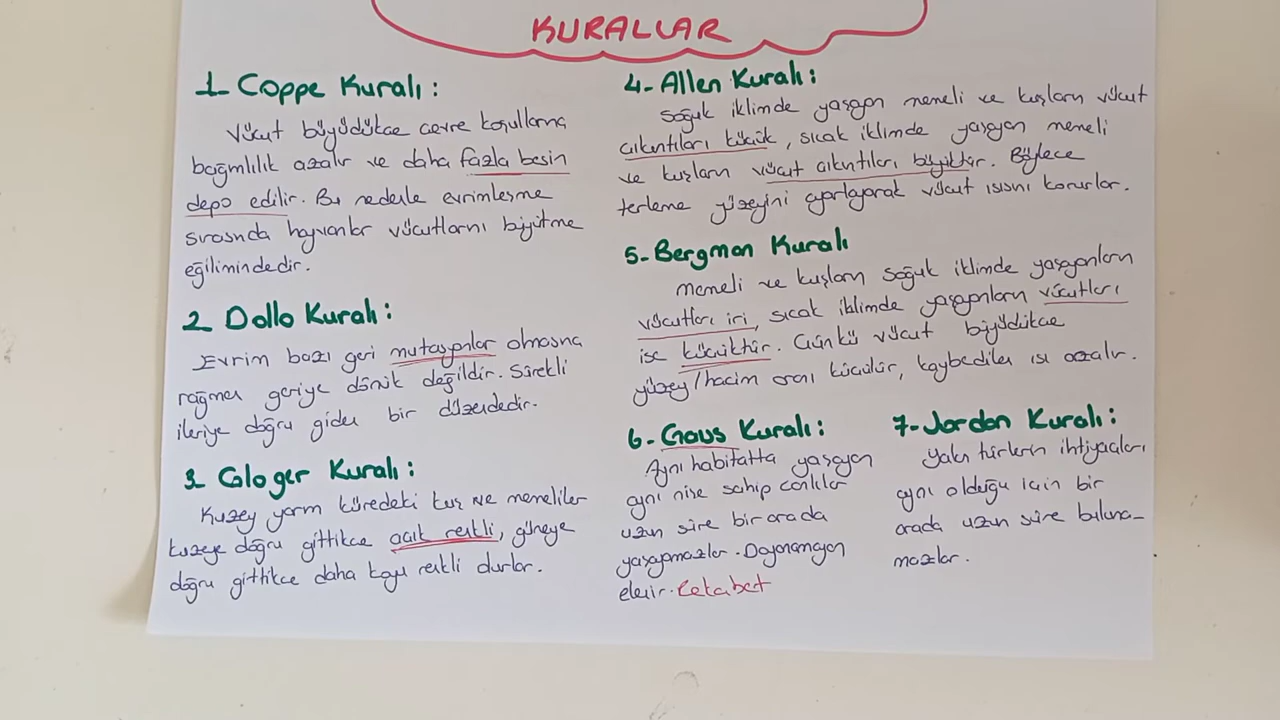 KURALLAR
1- Coppe Kuralı:
Vücut büyüdükçe çevre koşullarına
bağımlılık azalır ve daha fazla besin
depo edilir. Bu nedenle evrimleşme
sırasında hayvanlar vücutlarını büyütme
eğilimindedir.
2 Dollo Kuralı:
Evrim bazı geri mutasyonlar olmasına
rağmen geriye dönük değildir. Sürekli
ileriye doğru giden bir düzendedir.
3. Gloger Kuralı:
Kuzey yarım küredeki kuş ve memeliler
kuzeye doğru gittikçe açık renkli, güneye
doğru gittikçe daha koyu renkli olurlar.
4- Allen Kuralı:
Soğuk iklimde yaşayan memeli ve kuşların vücut
çıkıntıları küçük, sıcak iklimde yaşayan memeli
ve kuşların vücut çıkıntıları büyüktür. Böylece
terleme yüzeyini ayarlayarak vücut ısısını korurlar.
5- Bergman Kuralı
memeli ve kuşların soğuk iklimde yaşayanların
vücutları iri, sıcak iklimde yaşayanların vücutları
ise küçüktür. Çünkü vücut büyüdükçe
yüzey/hacim oranı küçülür, kaybedilen ısı azalır.
6- Gaus Kuralı:
Aynı habitatta yaşayan
aynı nişe sahip canlılar
uzun süre bir arada
yaşayamazlar. Dayanamayan
elenir. Rekabet
7- Jordan Kuralı:
Yakın türlerin ihtiyaçları
aynı olduğu için bir
arada uzun süre buluna-
mazlar.